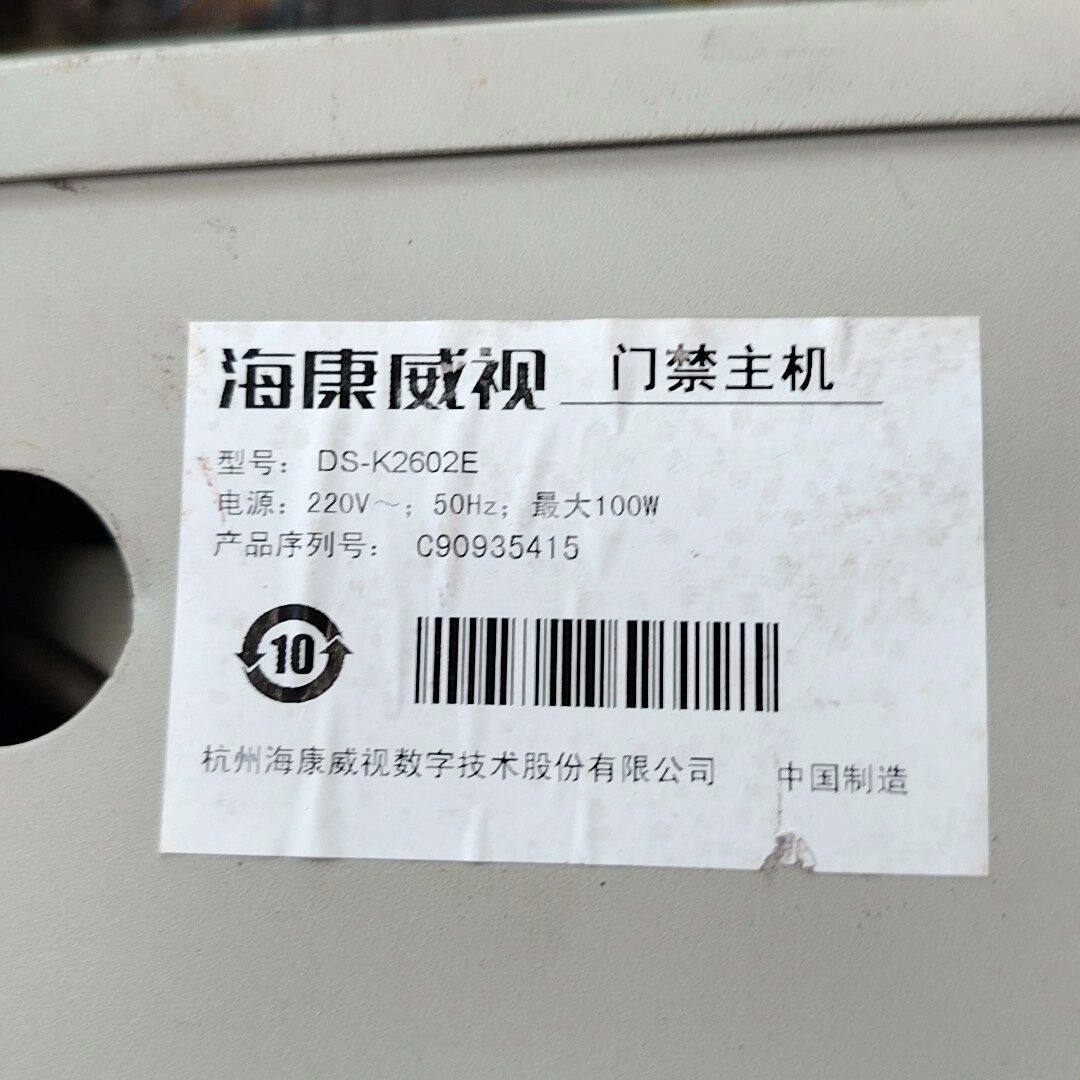 海康威视 门禁主机
型号： DS-K2602E
电源：220V～；50Hz；最大100W
产品序列号： C90935415
10
杭州海康威视数字技术股份有限公司 中国制造